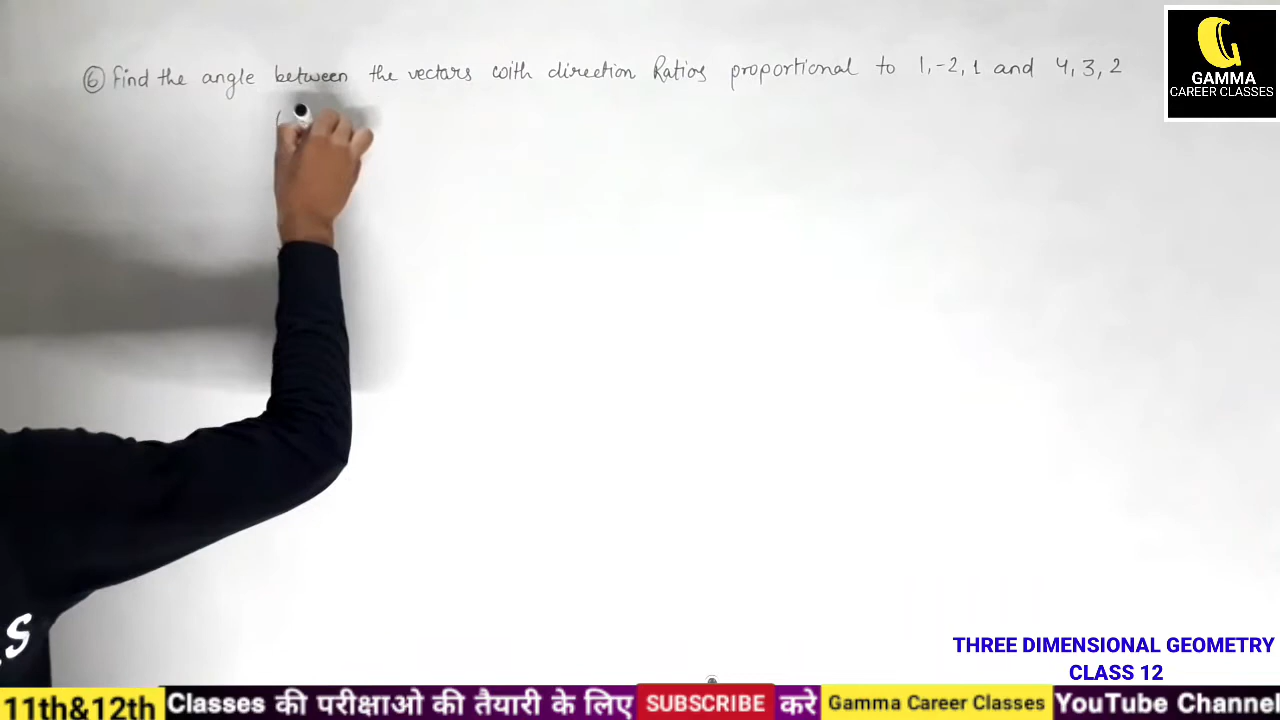 ⑥ Find the angle between the vectors with direction Ratios proportional to 1,-2,1 and 4,3,2
GAMMA
CAREER CLASSES
S
THREE DIMENSIONAL GEOMETRY
CLASS 12
11th&12th Classes की परीक्षाओ की तैयारी के लिए SUBSCRIBE करे Gamma Career Classes YouTube Channel